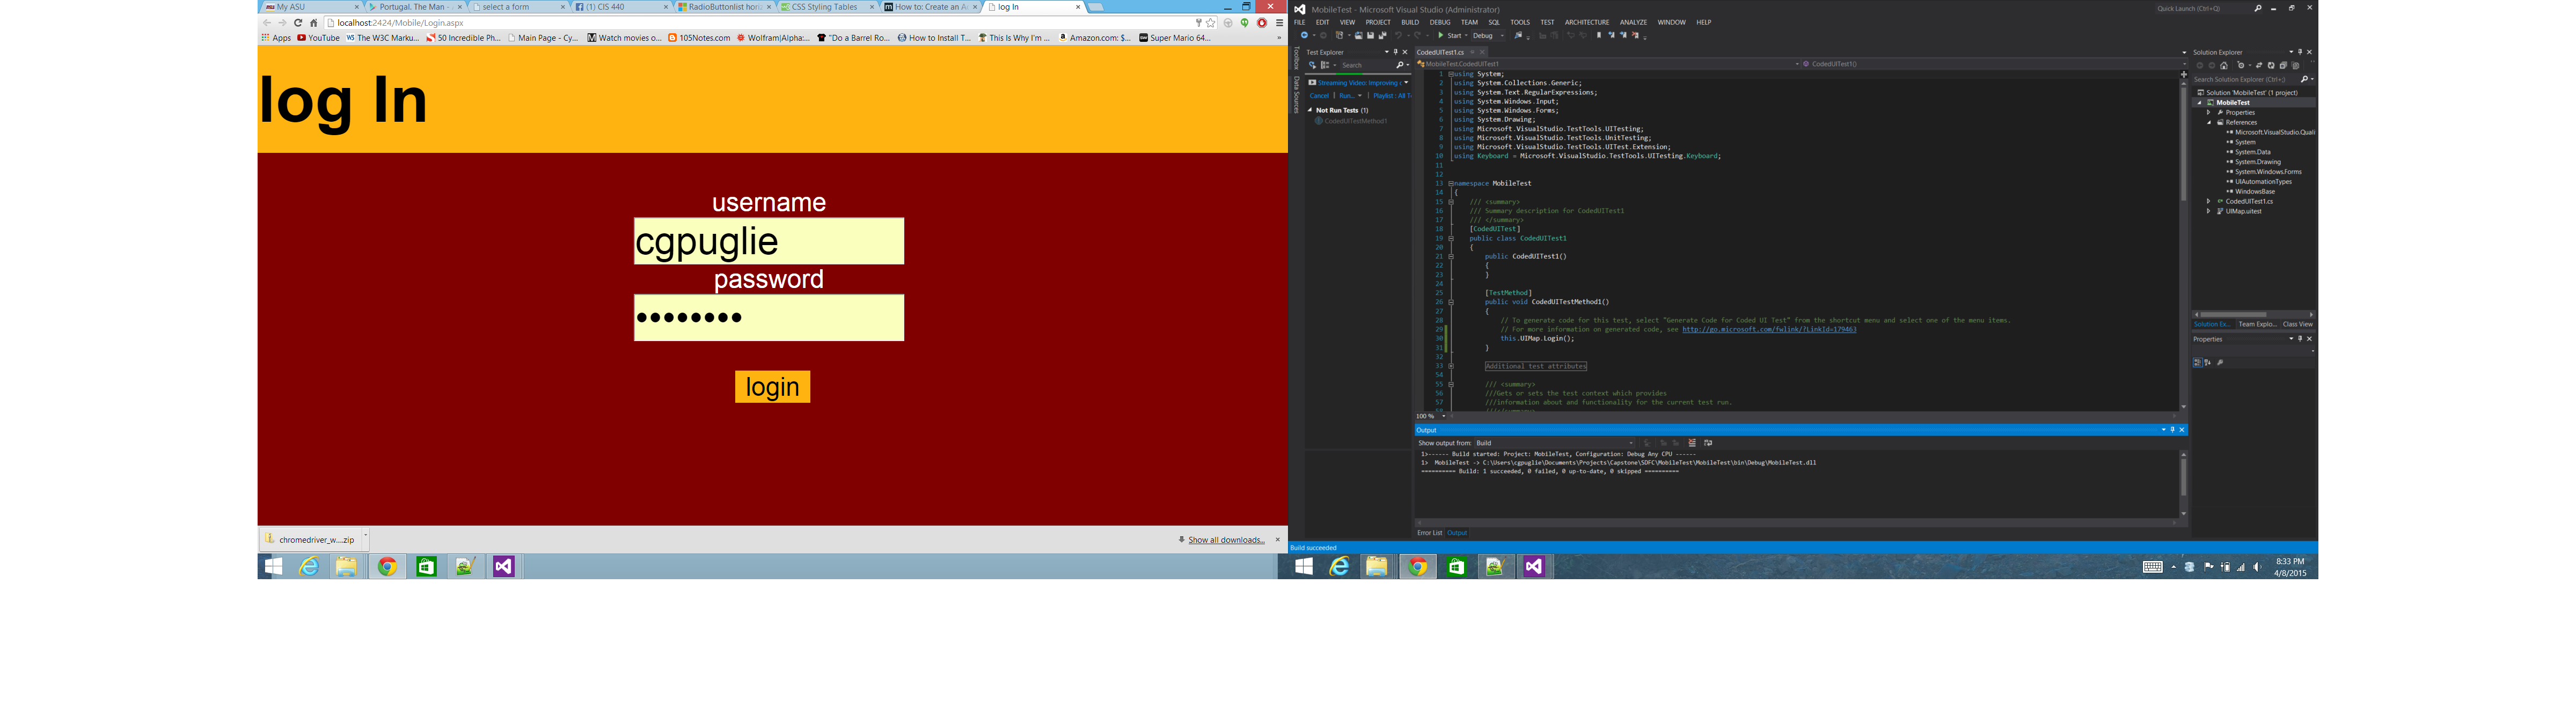 My ASU
Portugal. The Man -
select a form
(1) CIS 440
RadioButtonlist hori
CSS Styling Tables
How to: Create an A
log In
localhost:2424/Mobile/Login.aspx
Apps
YouTube
The W3C Marku...
50 Incredible Ph...
Main Page - Cy...
Watch movies o...
105Notes.com
Wolfram|Alpha:...
"Do a Barrel Ro...
How to Install T...
This Is Why I'm ...
Amazon.com: $...
Super Mario 64...
»
log In
username
cgpuglie
password
••••••••
login
chromedriver_w....zip
Show all downloads...
MobileTest - Microsoft Visual Studio (Administrator)
Quick Launch (Ctrl+Q)
FILE EDIT VIEW PROJECT BUILD DEBUG TEAM SQL TOOLS TEST ARCHITECTURE ANALYZE WINDOW HELP
Start
Debug
Toolbox
Data Sources
Test Explorer
Search
Streaming Video: Improving
Cancel | Run... | Playlist : All T
Not Run Tests (1)
CodedUITestMethod1
CodedUITest1.cs
MobileTest.CodedUITest1
CodedUITest1()
1 using System;
2 using System.Collections.Generic;
3 using System.Text.RegularExpressions;
4 using System.Windows.Input;
5 using System.Windows.Forms;
6 using System.Drawing;
7 using Microsoft.VisualStudio.TestTools.UITesting;
8 using Microsoft.VisualStudio.TestTools.UnitTesting;
9 using Microsoft.VisualStudio.TestTools.UITest.Extension;
10 using Keyboard = Microsoft.VisualStudio.TestTools.UITesting.Keyboard;
11
12
13 namespace MobileTest
14 {
15 /// <summary>
16 /// Summary description for CodedUITest1
17 /// </summary>
18 [CodedUITest]
19 public class CodedUITest1
20 {
21 public CodedUITest1()
22 {
23 }
24
25 [TestMethod]
26 public void CodedUITestMethod1()
27 {
28 // To generate code for this test, select "Generate Code for Coded UI Test" from the shortcut menu and select one of the menu items.
29 // For more information on generated code, see http://go.microsoft.com/fwlink/?LinkId=179463
30 this.UIMap.Login();
31 }
32
33 Additional test attributes
54
55 /// <summary>
56 ///Gets or sets the test context which provides
57 ///information about and functionality for the current test run.
58 ///</summary>
100 %
Output
Show output from: Build
1>------ Build started: Project: MobileTest, Configuration: Debug Any CPU ------
1> MobileTest -> C:\Users\cgpuglie\Documents\Projects\Capstone\SDFC\MobileTest\MobileTest\bin\Debug\MobileTest.dll
========== Build: 1 succeeded, 0 failed, 0 up-to-date, 0 skipped ==========
Error List Output
Build succeeded
Solution Explorer
Search Solution Explorer (Ctrl+;)
Solution 'MobileTest' (1 project)
MobileTest
Properties
References
Microsoft.VisualStudio.Quali
System
System.Data
System.Drawing
System.Windows.Forms
UIAutomationTypes
WindowsBase
CodedUITest1.cs
UIMap.uitest
Solution Ex... Team Explo... Class View
Properties
8:33 PM
4/8/2015